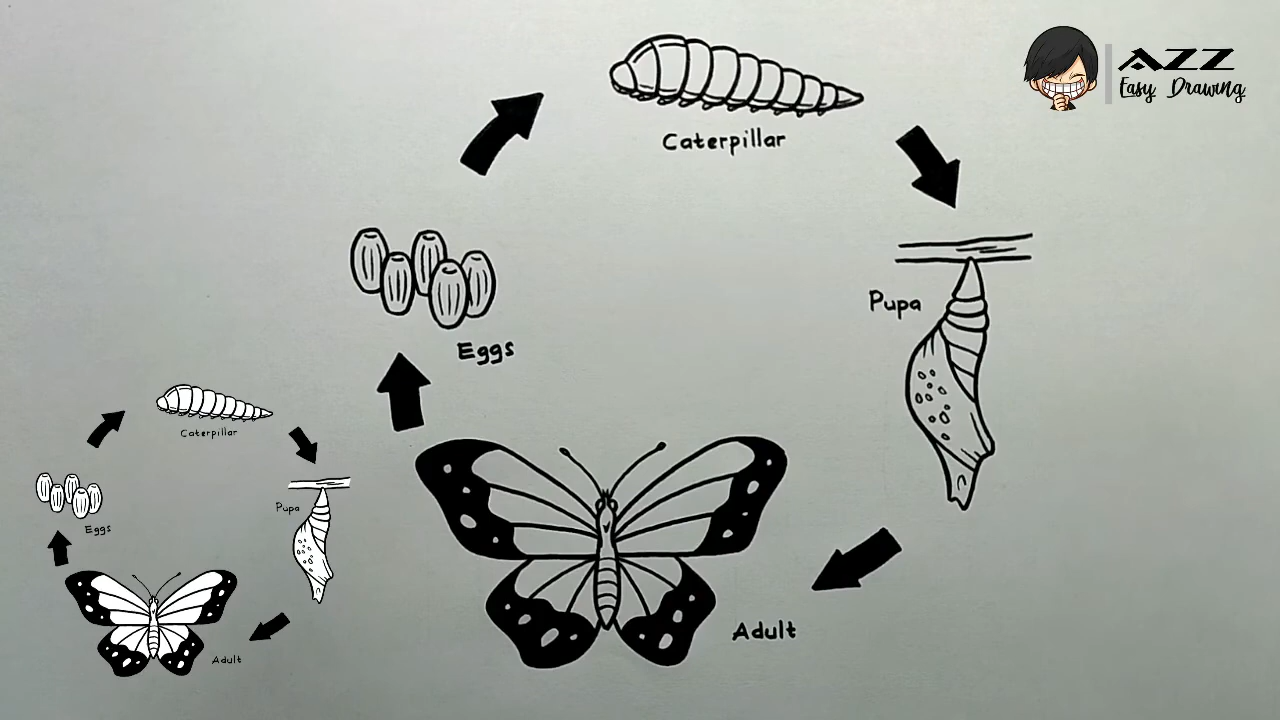 AZZ
Easy Drawing
Caterpillar
Pupa
Eggs
Adult
Caterpillar
Pupa
Eggs
Adult